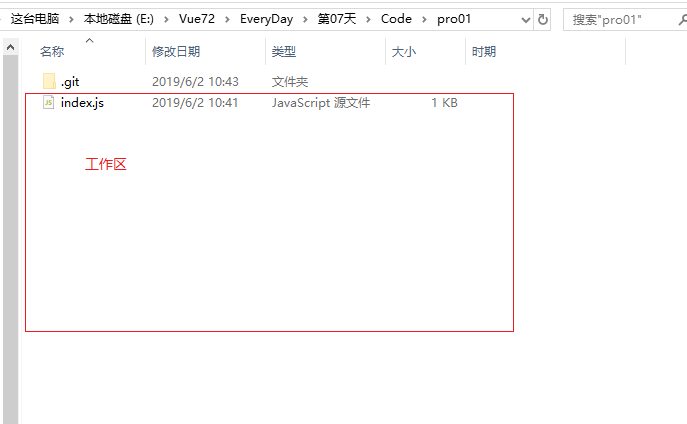 这台电脑 › 本地磁盘 (E:) › Vue72 › EveryDay › 第07天 › Code › pro01 搜索"pro01"
名称 修改日期 类型 大小 时期
.git 2019/6/2 10:43 文件夹
index.js 2019/6/2 10:41 JavaScript 源文件 1 KB
工作区